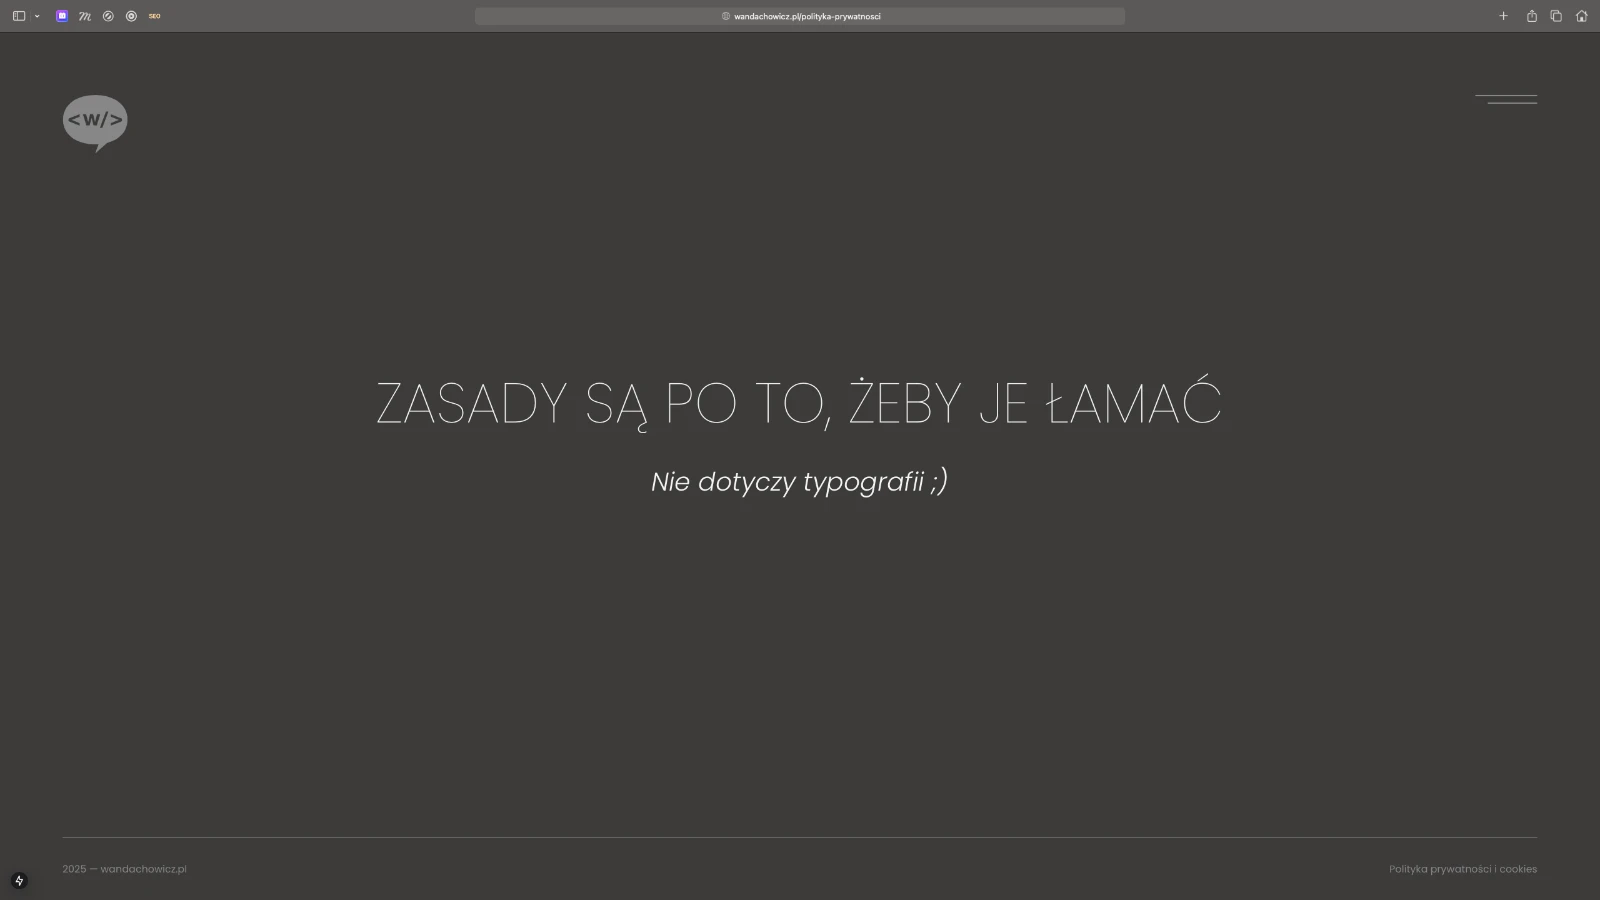 SEO
wandachowicz.pl/polityka-prywatnosci
<w/>
ZASADY SĄ PO TO, ŻEBY JE ŁAMAĆ
Nie dotyczy typografii ;)
2025 — wandachowicz.pl
Polityka prywatności i cookies